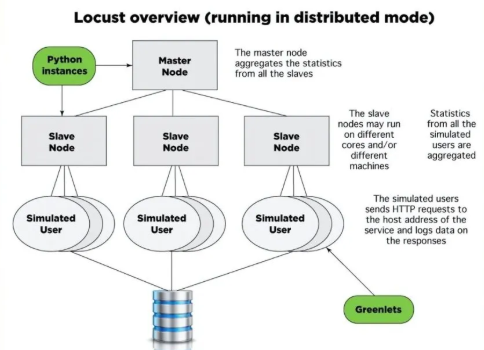 Locust overview (running in distributed mode)
Python
instances
Master
Node
The master node
aggregates the statistics
from all the slaves
Slave
Node
Slave
Node
Slave
Node
The slave
nodes may run
on different
cores and/or
different
machines
Statistics
from all the
simulated
users are
aggregated
Simulated
User
Simulated
User
Simulated
User
The simulated users
sends HTTP requests to
the host address of the
service and logs data on
the responses
Greenlets